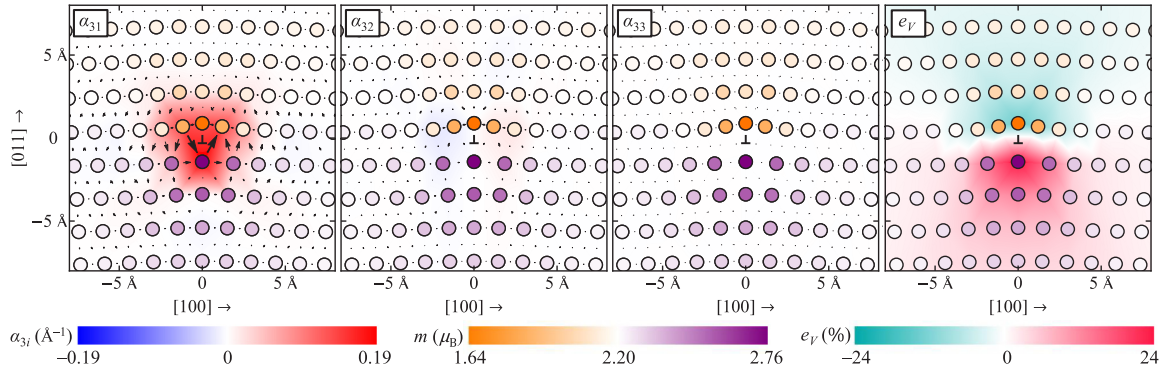 α31 α32 α33 eV
5 Å
0
−5 Å
[011] →
−5 Å 0 5 Å −5 Å 0 5 Å −5 Å 0 5 Å −5 Å 0 5 Å
[100] → [100] → [100] → [100] →
α3i (Å−1) m (μB) eV (%)
−0.19 0 0.19 1.64 2.20 2.76 −24 0 24